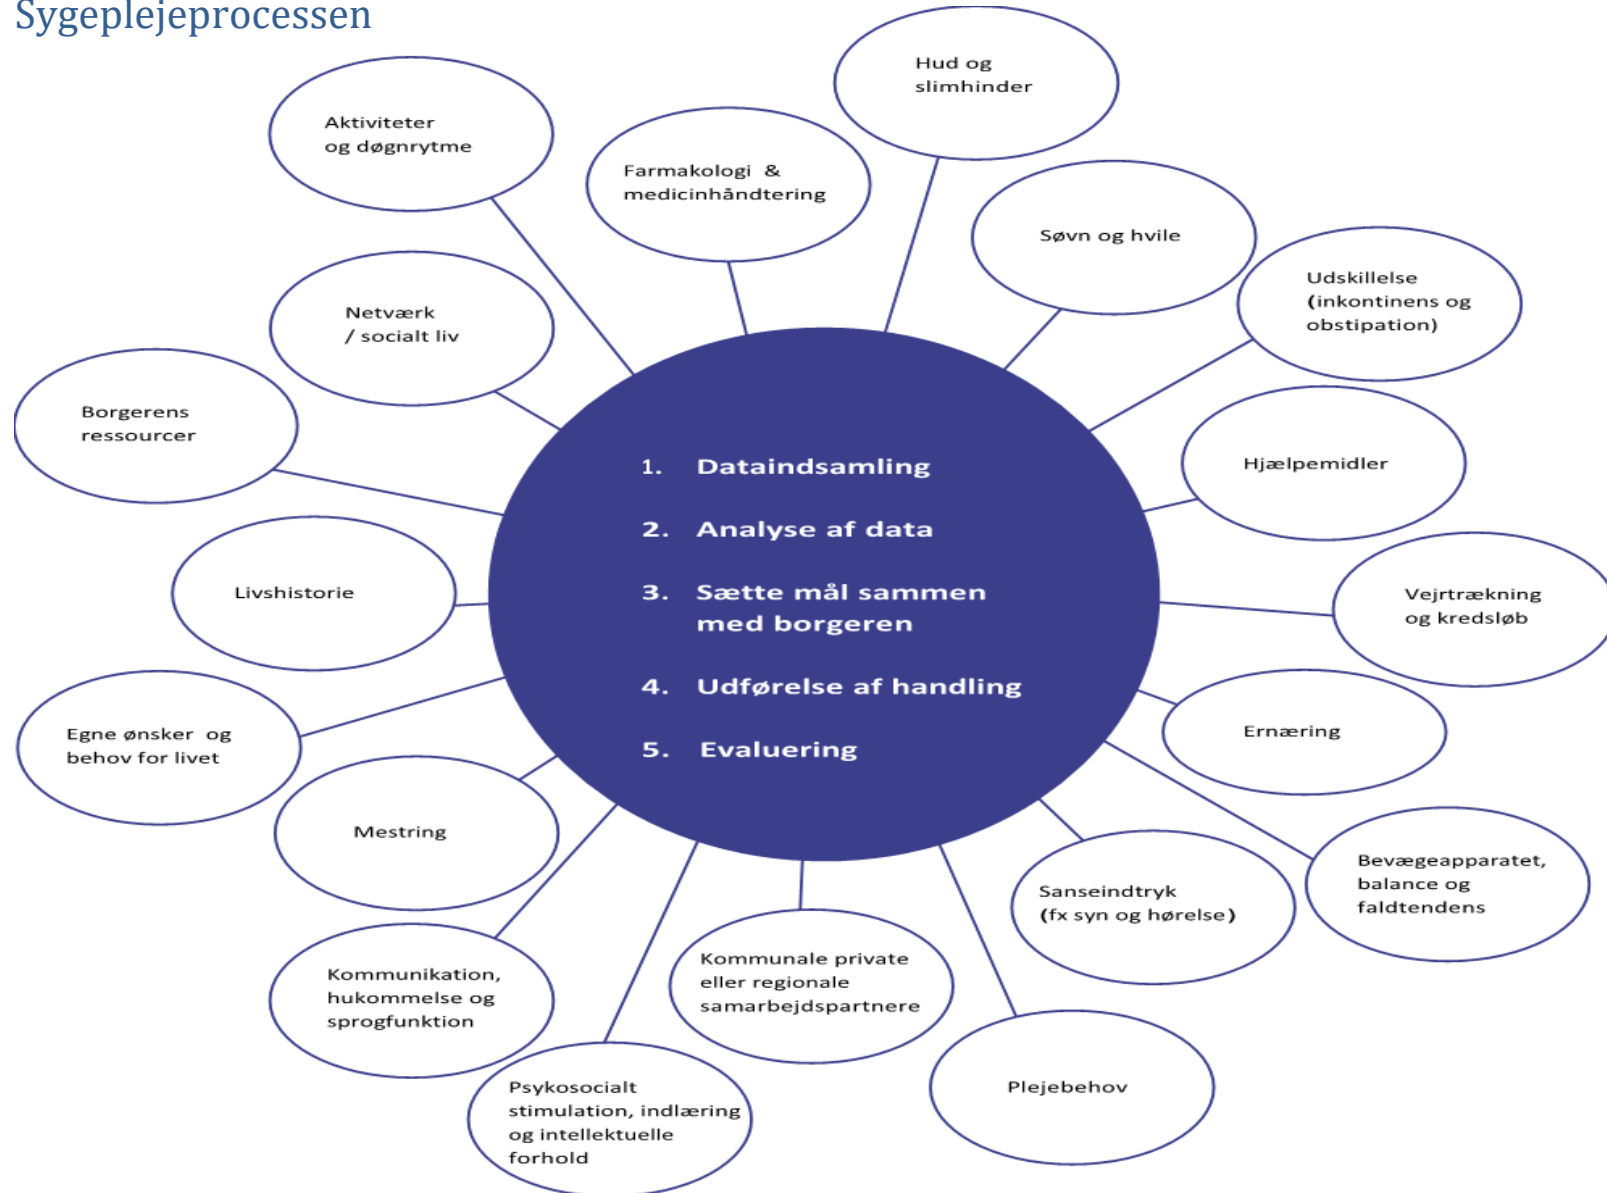 Sygeplejeprocessen
Hud og
slimhinder
Aktiviteter
og døgnrytme
Farmakologi &
medicinhåndtering
Søvn og hvile
Udskillelse
(inkontinens og
obstipation)
Netværk
/ socialt liv
Borgerens
ressourcer
Hjælpemidler
1. Dataindsamling
2. Analyse af data
3. Sætte mål sammen
med borgeren
4. Udførelse af handling
5. Evaluering
Livshistorie
Vejrtrækning
og kredsløb
Egne ønsker og
behov for livet
Ernæring
Mestring
Bevægeapparatet,
balance og
faldtendens
Sanseindtryk
(fx syn og hørelse)
Kommunikation,
hukommelse og
sprogfunktion
Kommunale private
eller regionale
samarbejdspartnere
Psykosocialt
stimulation, indlæring
og intellektuelle
forhold
Plejebehov